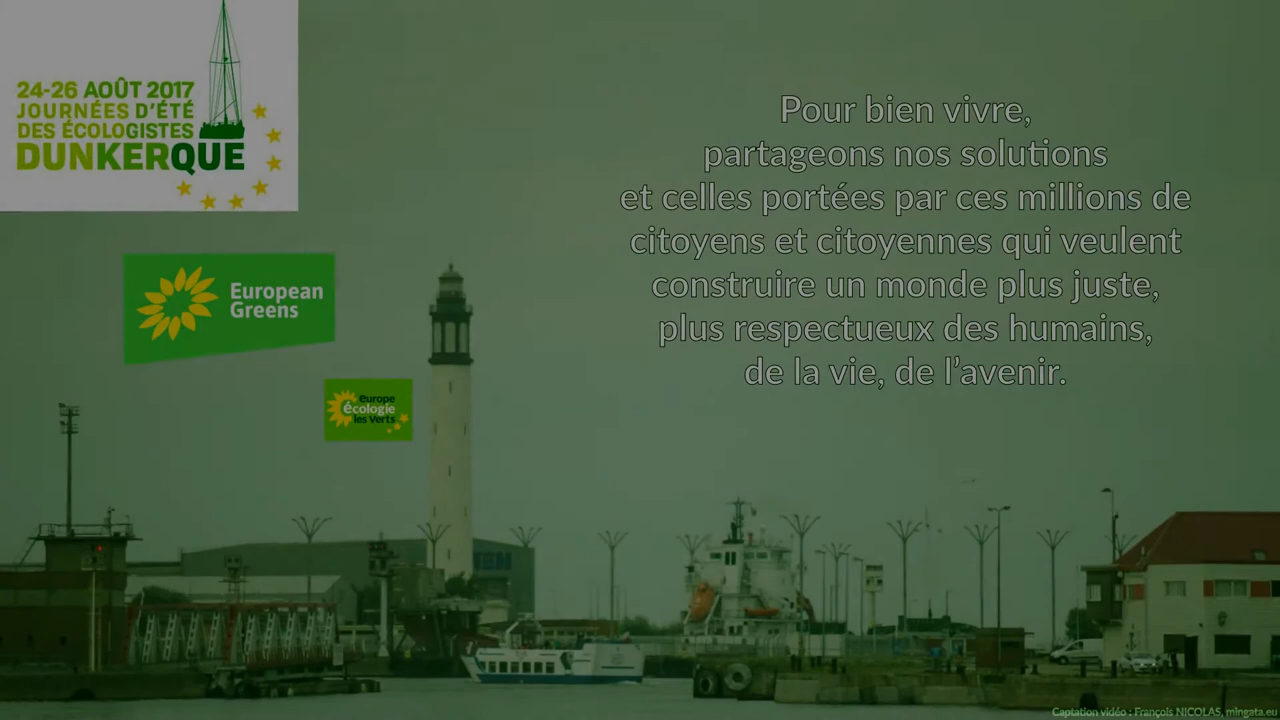 24-26 AOÛT 2017
JOURNÉES D'ÉTÉ
DES ÉCOLOGISTES
DUNKERQUE
Pour bien vivre,
partageons nos solutions
et celles portées par ces millions de
citoyens et citoyennes qui veulent
construire un monde plus juste,
plus respectueux des humains,
de la vie, de l’avenir.
European
Greens
europe
écologie
les verts
Captation vidéo : François NICOLAS, mingata.eu